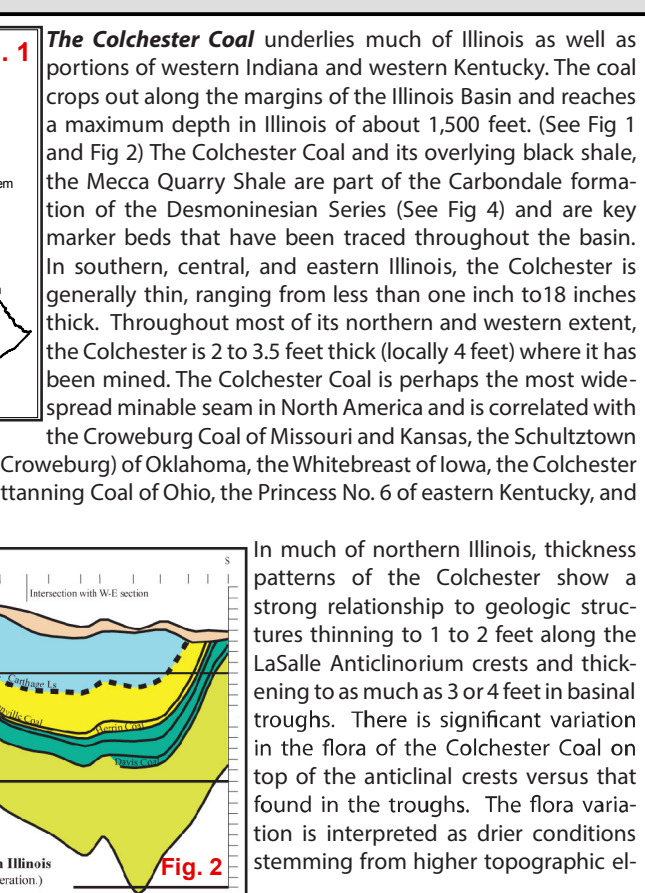 . 1
em
The Colchester Coal underlies much of Illinois as well as
portions of western Indiana and western Kentucky. The coal
crops out along the margins of the Illinois Basin and reaches
a maximum depth in Illinois of about 1,500 feet. (See Fig 1
and Fig 2) The Colchester Coal and its overlying black shale,
the Mecca Quarry Shale are part of the Carbondale forma-
tion of the Desmoninesian Series (See Fig 4) and are key
marker beds that have been traced throughout the basin.
In southern, central, and eastern Illinois, the Colchester is
generally thin, ranging from less than one inch to18 inches
thick. Throughout most of its northern and western extent,
the Colchester is 2 to 3.5 feet thick (locally 4 feet) where it has
been mined. The Colchester Coal is perhaps the most wide-
spread minable seam in North America and is correlated with
the Croweburg Coal of Missouri and Kansas, the Schultztown
Croweburg) of Oklahoma, the Whitebreast of Iowa, the Colchester
ttanning Coal of Ohio, the Princess No. 6 of eastern Kentucky, and
S
Intersection with W-E section
Carthage Ls.
nville Coal
Herrin Coal
Davis Coal
n Illinois
eration.)
Fig. 2
In much of northern Illinois, thickness
patterns of the Colchester show a
strong relationship to geologic struc-
tures thinning to 1 to 2 feet along the
LaSalle Anticlinorium crests and thick-
ening to as much as 3 or 4 feet in basinal
troughs. There is significant variation
in the flora of the Colchester Coal on
top of the anticlinal crests versus that
found in the troughs. The flora varia-
tion is interpreted as drier conditions
stemming from higher topographic el-